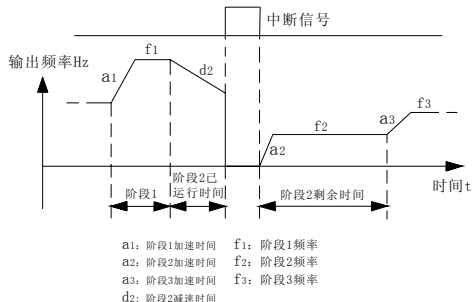 中断信号
输出频率Hz
f1
a1
d2
f3
a3
f2
a2
阶段2已
运行时间
阶段1
阶段2剩余时间
时间t
a1: 阶段1加速时间 f1: 阶段1频率
a2: 阶段2加速时间 f2: 阶段2频率
a3: 阶段3加速时间 f3: 阶段3频率
d2: 阶段2减速时间